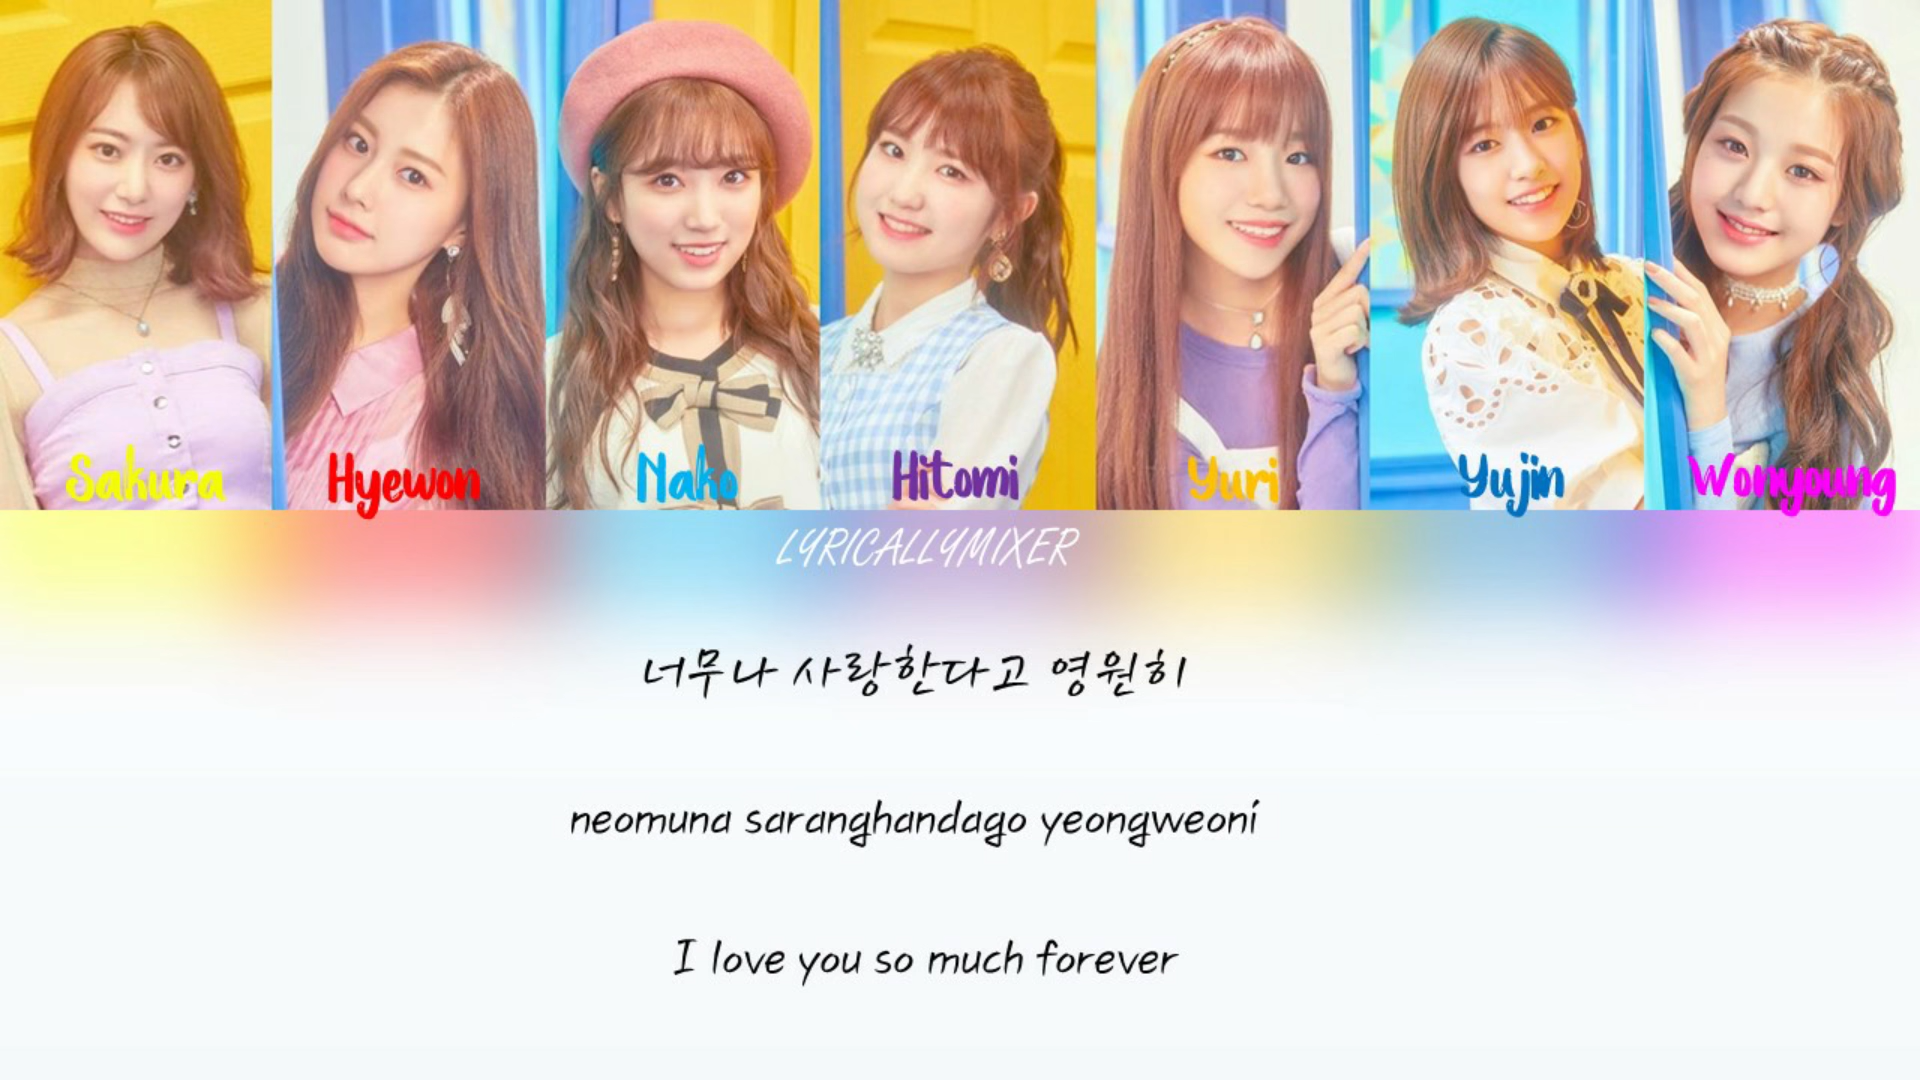 Sakura Hyewon Nako Hitomi Yuri Yujin Wonyoung
LYRICALLYMIXER
너무나 사랑한다고 영원히
neomuna saranghandago yeongweoni
I love you so much forever